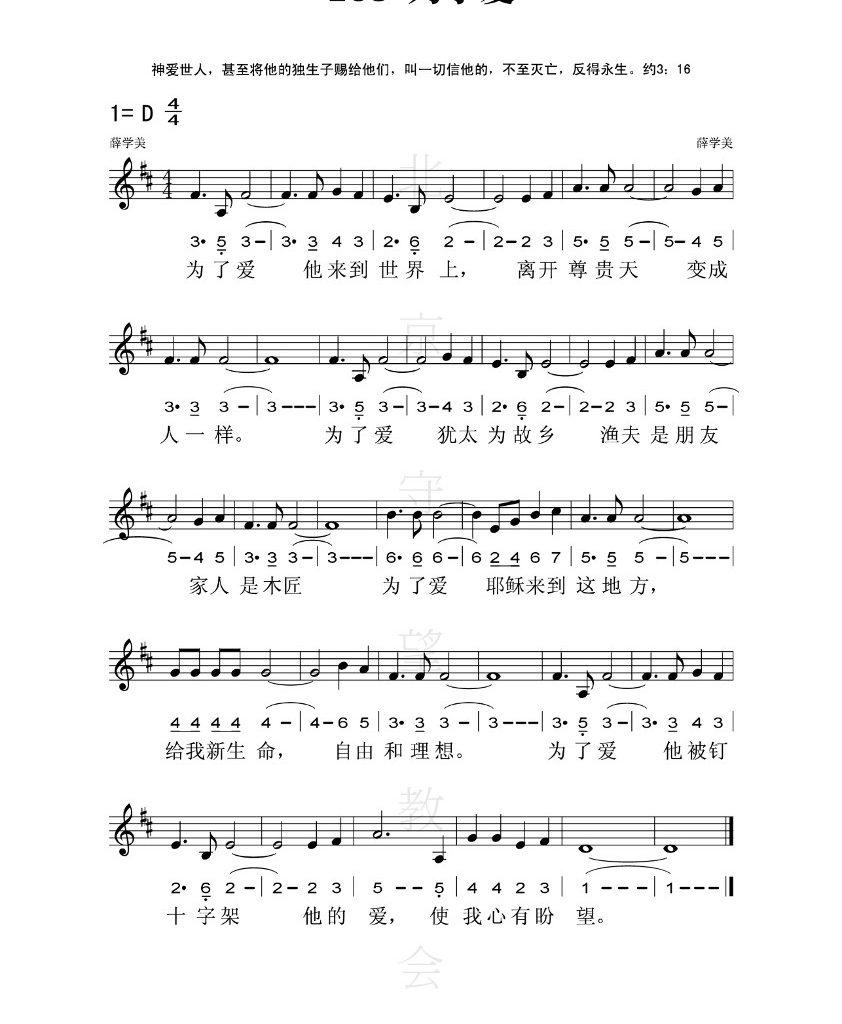 为了爱
神爱世人，甚至将他的独生子赐给他们，叫一切信他的，不至灭亡，反得永生。约3：16
1= D 4/4
薛学美 薛学美
3· 5 3– | 3· 3 4 3 | 2· 6 2 – | 2–2 3 | 5· 5 5– | 5–4 5 |
为了爱 他来到世界上， 离开尊贵天 变成
3· 3 3 – | 3––– | 3· 5 3 – | 3–4 3 | 2· 6 2– | 2–2 3 | 5· 5 5– |
人一样。 为了爱 犹太为故乡 渔夫是朋友
5–4 5 | 3· 3 3– | 3––– | 6· 6 6 – | 6 2 4 6 7 | 5· 5 5 – | 5––– |
家人是木匠 为了爱 耶稣来到这地方，
4 4 4 4 4 – | 4–6 5 | 3· 3 3 – | 3––– | 3· 5 3 – | 3· 3 4 3 |
给我新生命， 自由和理想。 为了爱 他被钉
2· 6 2 – | 2– 2 3 | 5 –– 5 | 4 4 2 3 | 1 ––– | 1 –––
十字架 他的爱，使我心有盼望。
北京守望教会